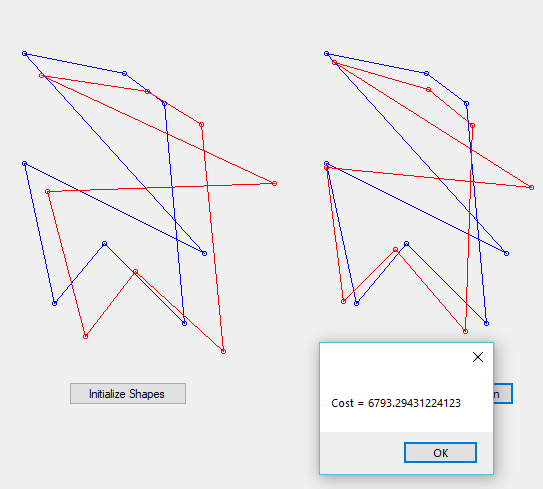 Initialize Shapes
n
Cost = 6793.29431224123
OK